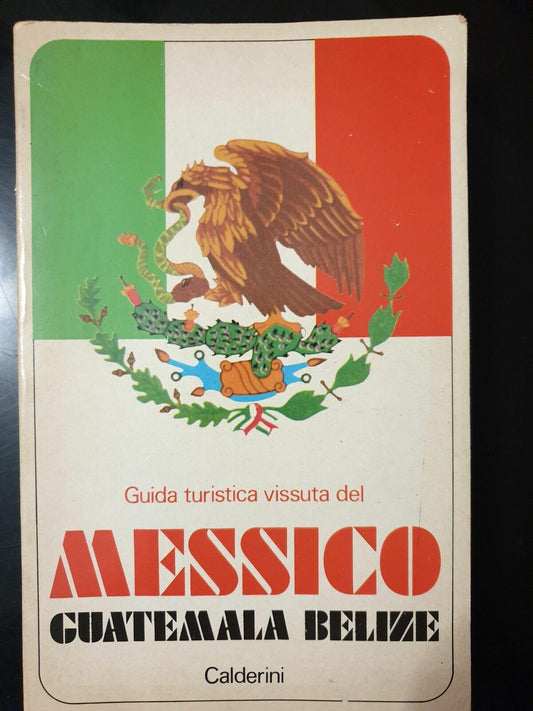 Guida turistica vissuta del
MESSICO
GUATEMALA BELIZE
Calderini